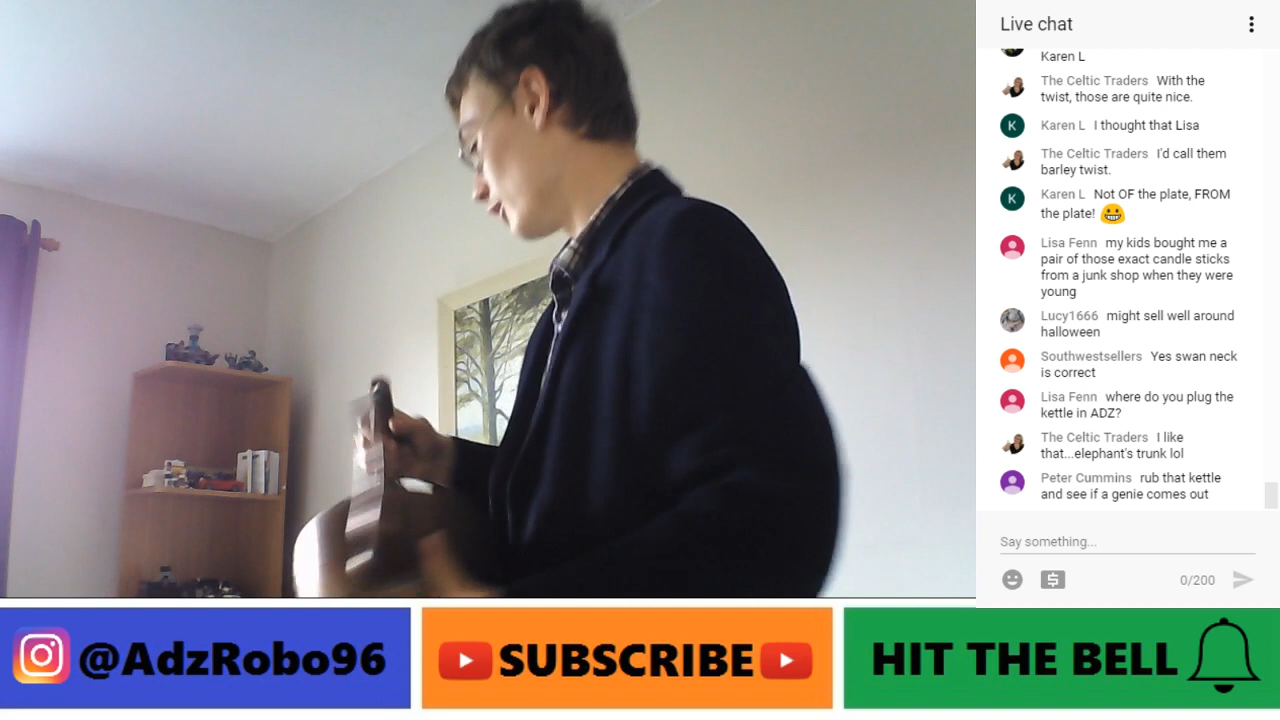 Live chat
Karen L
The Celtic Traders With the
twist, those are quite nice.
K Karen L I thought that Lisa
The Celtic Traders I'd call them
barley twist.
K Karen L Not OF the plate, FROM
the plate! 😀
Lisa Fenn my kids bought me a
pair of those exact candle sticks
from a junk shop when they were
young
Lucy1666 might sell well around
halloween
Southwestsellers Yes swan neck
is correct
Lisa Fenn where do you plug the
kettle in ADZ?
The Celtic Traders I like
that...elephant's trunk lol
Peter Cummins rub that kettle
and see if a genie comes out
Say something...
0/200
@AdzRobo96
SUBSCRIBE
HIT THE BELL